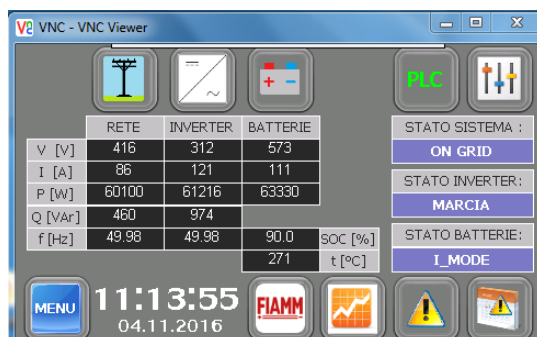 VNC - VNC Viewer
PLC
RETE INVERTER BATTERIE
V [V] 416 312 573
I [A] 86 121 111
P [W] 60100 61216 63330
Q [VAr] 460 974
f [Hz] 49.98 49.98 90.0 SOC [%]
271 t [ºC]
STATO SISTEMA :
ON GRID
STATO INVERTER:
MARCIA
STATO BATTERIE:
I_MODE
MENU
11:13:55
04.11.2016
FIAMM